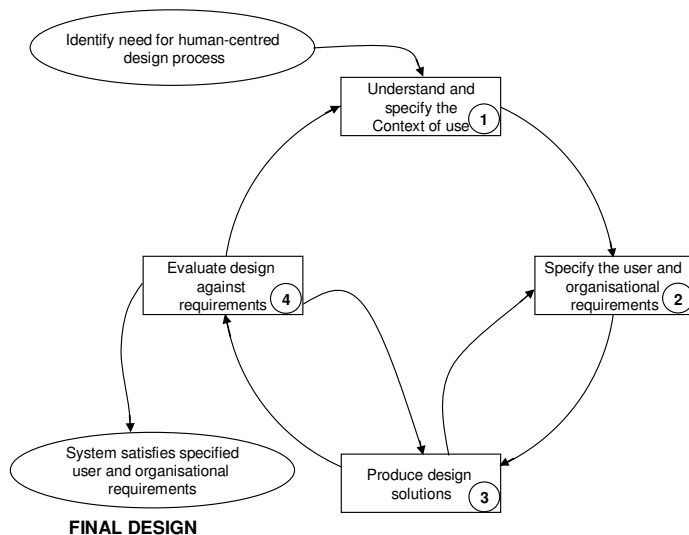 Identify need for human-centred
design process
Understand and
specify the
Context of use
1
Evaluate design
against
requirements
4
Specify the user and
organisational
requirements
2
System satisfies specified
user and organisational
requirements
Produce design
solutions
3
FINAL DESIGN